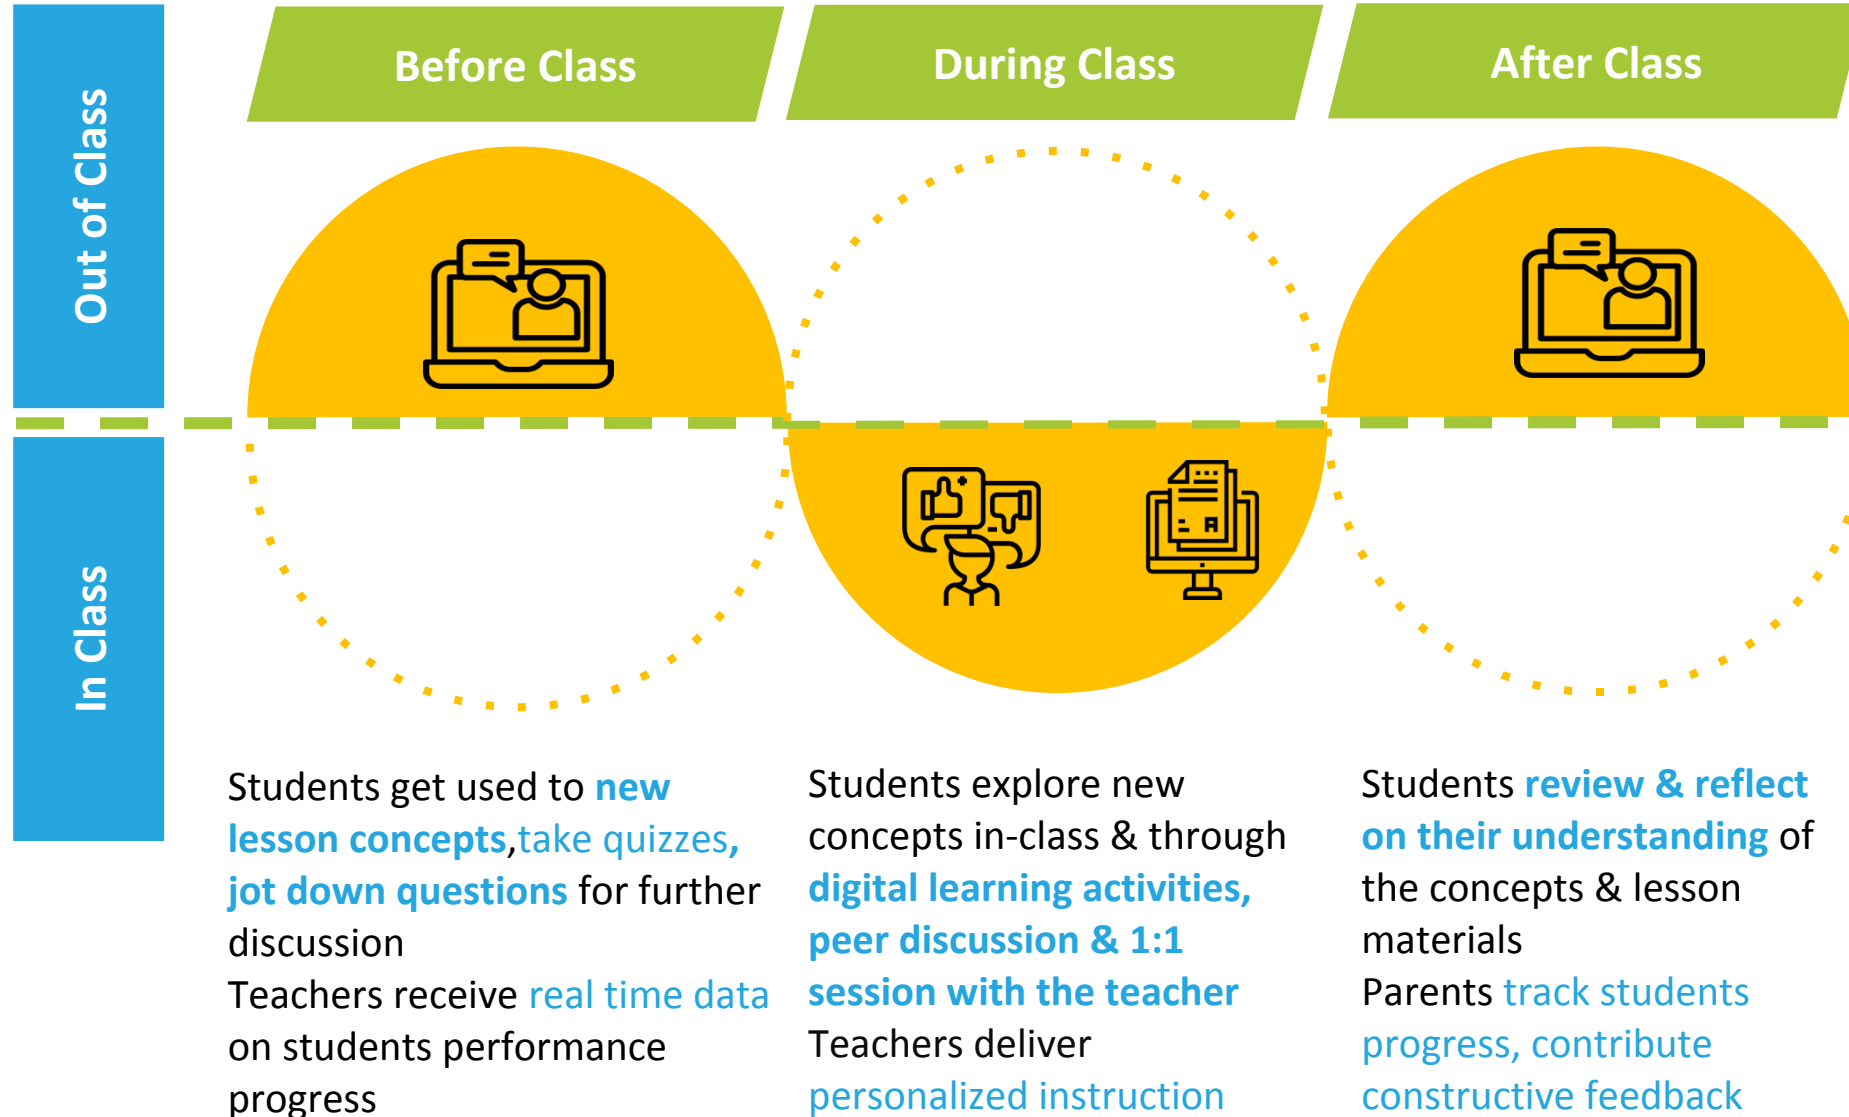 Before Class
During Class
After Class
Out of Class
In Class
Students get used to new
lesson concepts,take quizzes,
jot down questions for further
discussion
Teachers receive real time data
on students performance
progress
Students explore new
concepts in-class & through
digital learning activities,
peer discussion & 1:1
session with the teacher
Teachers deliver
personalized instruction
Students review & reflect
on their understanding of
the concepts & lesson
materials
Parents track students
progress, contribute
constructive feedback